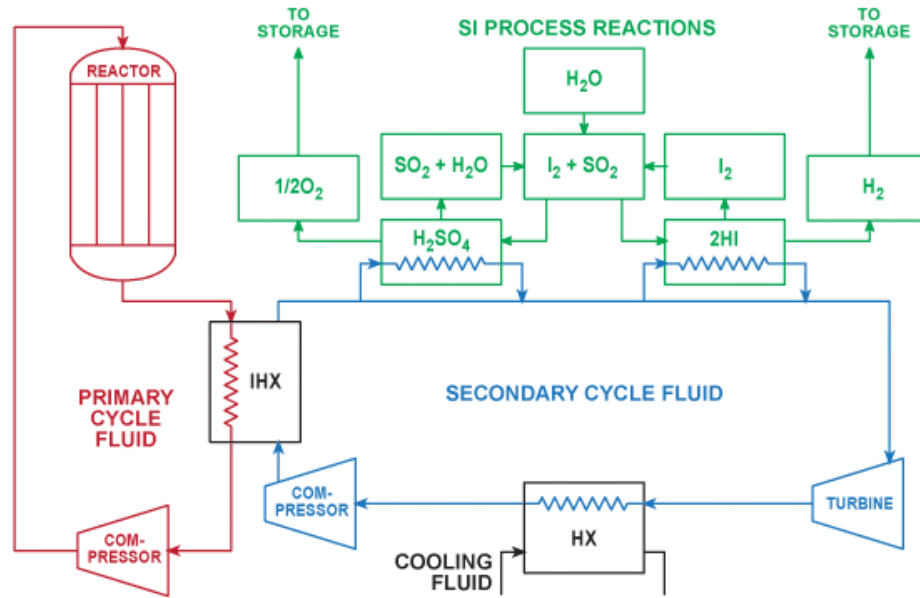 TO
STORAGE
SI PROCESS REACTIONS
TO
STORAGE
REACTOR
H₂O
1/2O₂
SO₂ + H₂O
I₂ + SO₂
I₂
H₂
H₂SO₄
2HI
IHX
PRIMARY
CYCLE
FLUID
SECONDARY CYCLE FLUID
COM-
PRESSOR
COM-
PRESSOR
HX
TURBINE
COOLING
FLUID